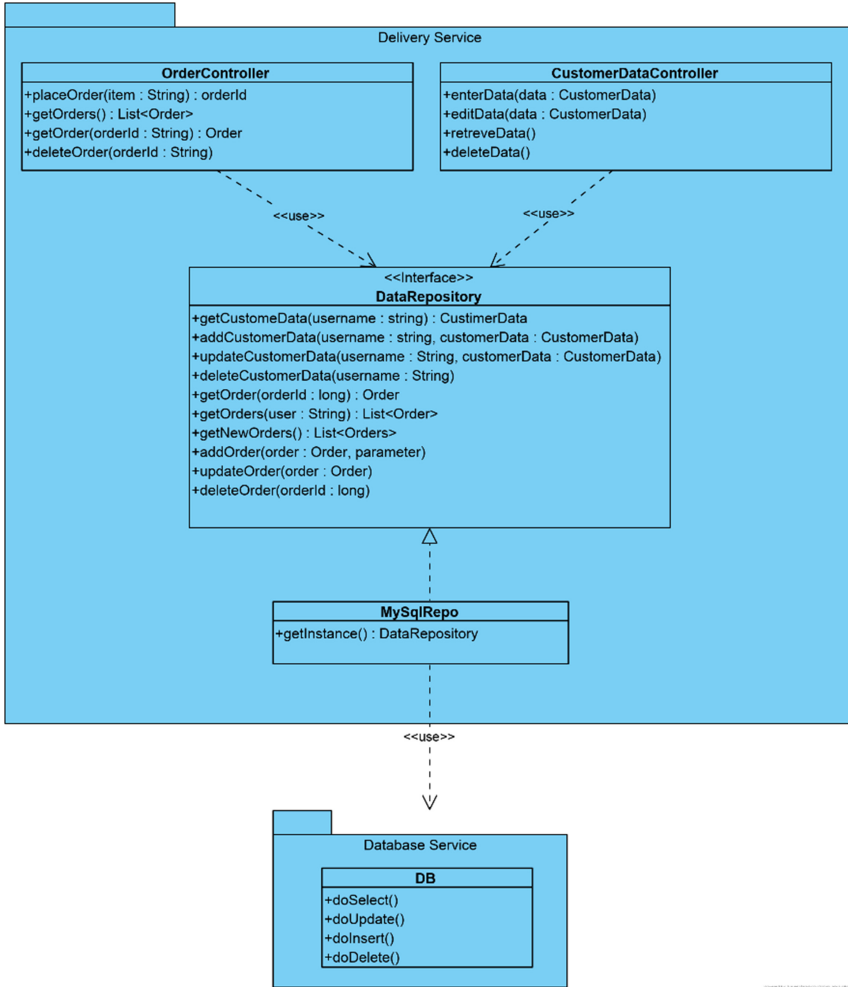 Delivery Service
OrderController
+placeOrder(item : String) : orderId
+getOrders() : List<Order>
+getOrder(orderId : String) : Order
+deleteOrder(orderId : String)
CustomerDataController
+enterData(data : CustomerData)
+editData(data : CustomerData)
+retreveData()
+deleteData()
<<use>>
<<use>>
<<Interface>>
DataRepository
+getCustomeData(username : string) : CustimerData
+addCustomerData(username : string, customerData : CustomerData)
+updateCustomerData(username : String, customerData : CustomerData)
+deleteCustomerData(username : String)
+getOrder(orderId : long) : Order
+getOrders(user : String) : List<Order>
+getNewOrders() : List<Orders>
+addOrder(order : Order, parameter)
+updateOrder(order : Order)
+deleteOrder(orderId : long)
MySqlRepo
+getInstance() : DataRepository
<<use>>
Database Service
DB
+doSelect()
+doUpdate()
+doInsert()
+doDelete()